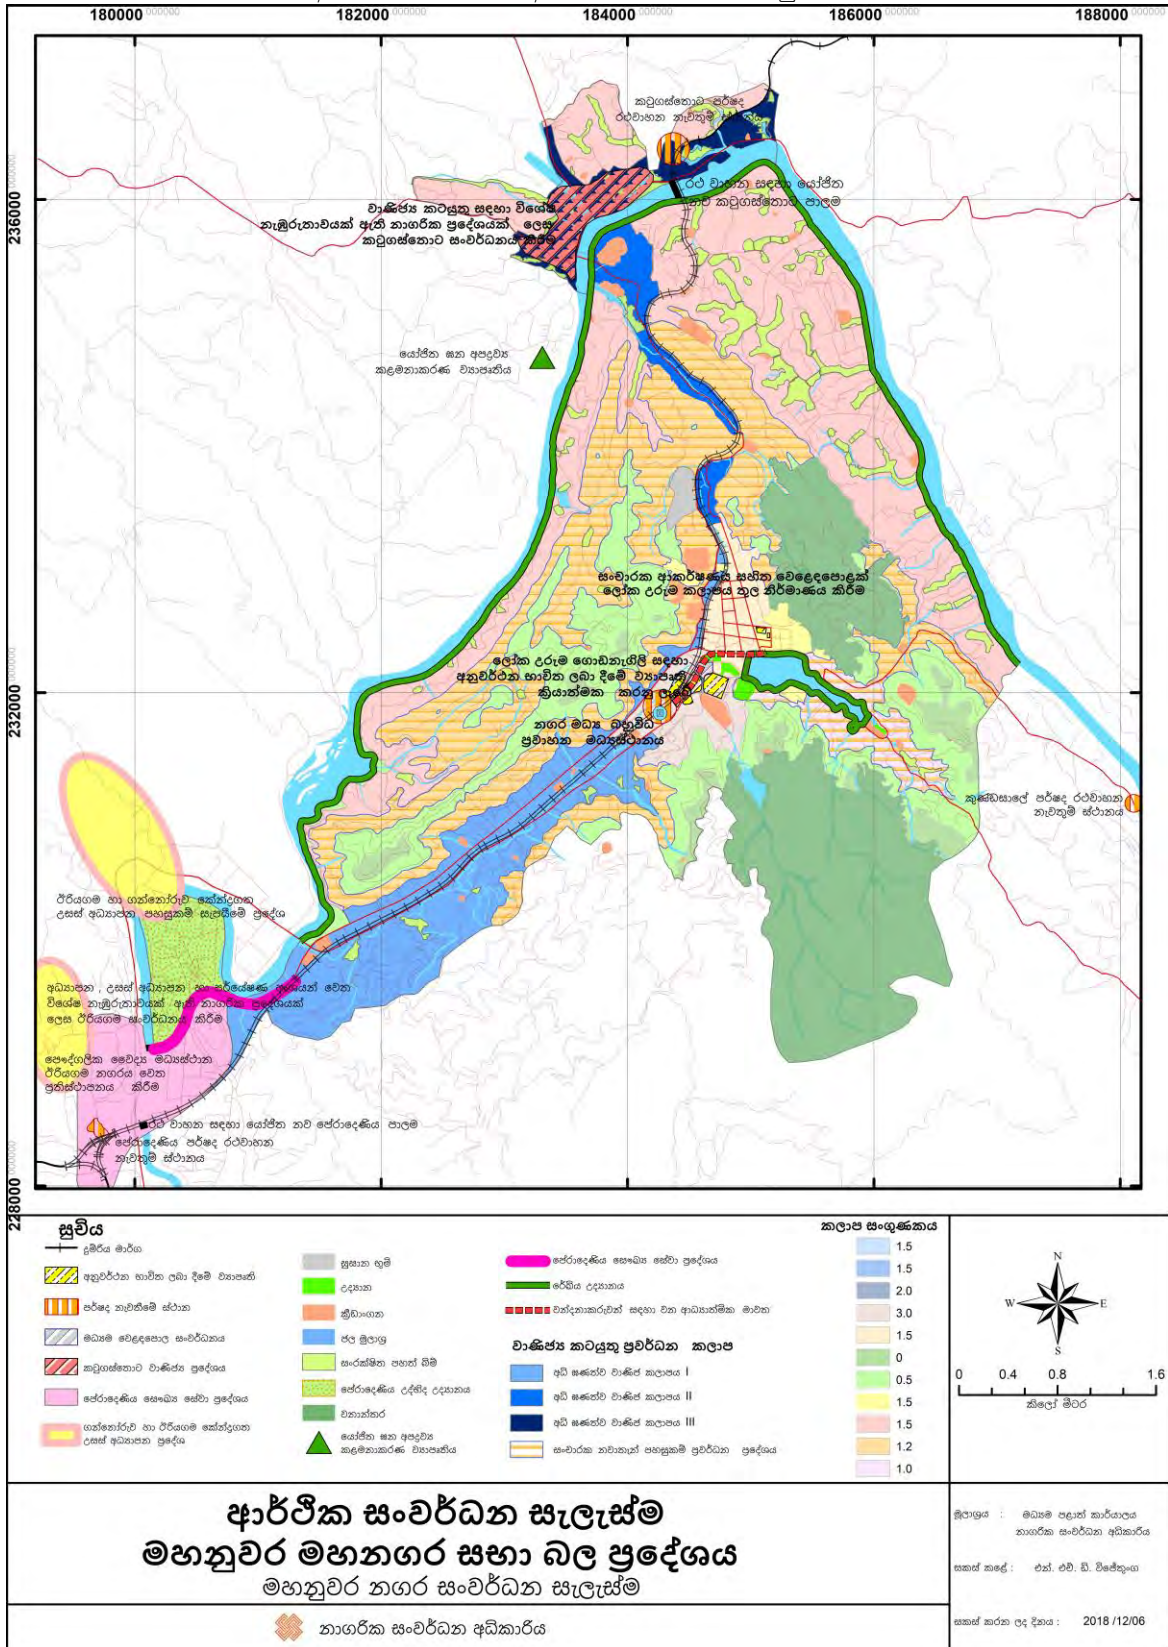 180000
182000
184000
186000
188000
236000
232000
228000
කටුගස්තොට පර්ෂද
රථවාහන නැවතුම් ස්ථානය
රථ වාහන සඳහා යෝජිත
නව කටුගස්තොට පාලම
වාණිජ්‍ය කටයුතු සඳහා විශේෂ
නැඹුරුතාවයක් ඇති නාගරික ප්‍රදේශයක් ලෙස
කටුගස්තොට සංවර්ධනය කිරීම
යෝජිත ඝන අපද්‍රව්‍ය
කළමනාකරණ ව්‍යාපෘතිය
සංචාරක ආකර්ෂණය සහිත වෙළෙඳපොළක්
ලෝක උරුම කලාපය තුල නිර්මාණය කිරීම
ලෝක උරුම ගොඩනැගිලි සඳහා
අනුවර්තන භාවිත ලබා දීමේ ව්‍යාපෘති
ක්‍රියාත්මක කරනු ලැබේ
නගර මධ්‍ය බහුවිධ
ප්‍රවාහන මධ්‍යස්ථානය
කුණ්ඩසාලේ පර්ෂද රථවාහන
නැවතුම් ස්ථානය
ඊරියගම හා ගන්නෝරුව කේන්ද්‍රගත
උසස් අධ්‍යාපන පහසුකම් සැපයීමේ ප්‍රදේශ
අධ්‍යාපන , උසස් අධ්‍යාපන හා පර්යේෂණ අංශයන් වෙත
විශේෂ නැඹුරුතාවයක් ඇති නාගරික ප්‍රදේශයක්
ලෙස ඊරියගම සංවර්ධනය කිරීම
පෞද්ගලික වෛද්‍ය මධ්‍යස්ථාන
ඊරියගම නගරය වෙත
ප්‍රතිස්ථාපනය කිරීම
රථ වාහන සඳහා යෝජිත නව පේරාදෙණිය පාලම
පේරාදෙණිය පර්ෂද රථවාහන
නැවතුම් ස්ථානය
සුචිය
දුම්රිය මාර්ග
අනුවර්තන භාවිත ලබා දීමේ ව්‍යාපෘති
පර්ෂද නැවතීමේ ස්ථාන
මධ්‍යම වෙළඳපොල සංවර්ධනය
කටුගස්තොට වාණිජ්‍ය ප්‍රදේශය
පේරාදෙණිය සෞඛ්‍ය සේවා ප්‍රදේශය
ගන්නෝරුව හා ඊරියගම කේන්ද්‍රගත
උසස් අධ්‍යාපන ප්‍රදේශ
සුසාන භූමි
උද්‍යාන
ක්‍රීඩාංගන
ජල මූලාශ්‍ර
සංරක්ෂිත පහත් බිම්
පේරාදෙණිය උද්භිද උද්‍යානය
වනාන්තර
යෝජිත ඝන අපද්‍රව්‍ය
කළමනාකරණ ව්‍යාපෘතිය
පේරාදෙණිය සෞඛ්‍ය සේවා ප්‍රදේශය
රේඛීය උද්‍යානය
වන්දනාකරුවන් සඳහා වන ආධ්‍යාත්මික මාවත
වාණිජ්‍ය කටයුතු ප්‍රවර්ධන කලාප
අධි ඝණත්ව වාණිජ කලාපය I
අධි ඝණත්ව වාණිජ කලාපය II
අධි ඝණත්ව වාණිජ කලාපය III
සංචාරක නවාතැන් පහසුකම් ප්‍රවර්ධන ප්‍රදේශය
කලාප සංගුණකය
1.5
1.5
2.0
3.0
1.5
0
0.5
1.5
1.5
1.2
1.0
N
W E
S
0 0.4 0.8 1.6
කිලෝ මීටර
ආර්ථික සංවර්ධන සැලැස්ම
මහනුවර මහනගර සභා බල ප්‍රදේශය
මහනුවර නගර සංවර්ධන සැලැස්ම
නාගරික සංවර්ධන අධිකාරිය
මූලාශ්‍රය : මධ්‍යම පළාත් කාර්යාලය
නාගරික සංවර්ධන අධිකාරිය
සකස් කළේ : එන්. එච්. ඩී. විජේතුංග
සකස් කරන ලද දිනය : 2018 /12/06